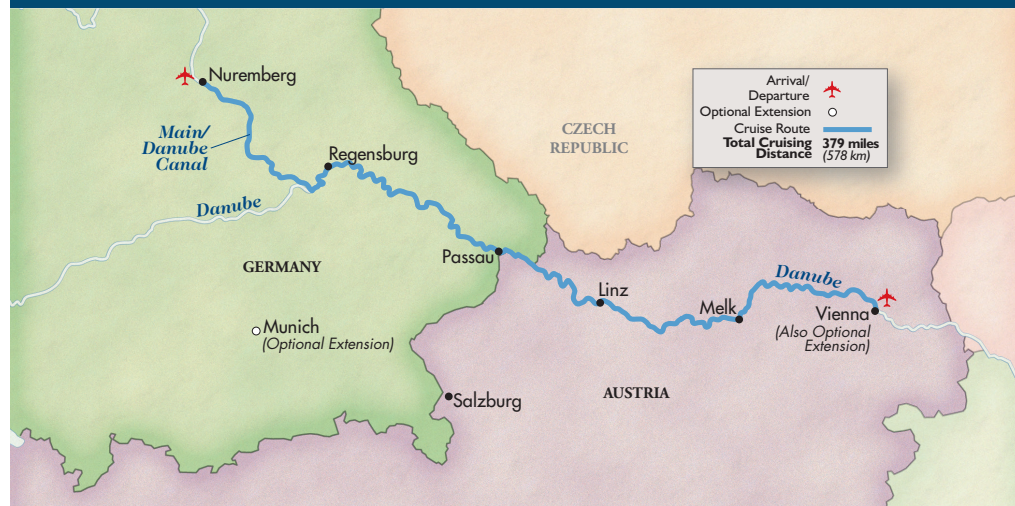 Nuremberg
Main/
Danube
Canal
Regensburg
Danube
GERMANY
Munich
(Optional Extension)
Passau
Salzburg
CZECH
REPUBLIC
Linz
Melk
Danube
Vienna
(Also Optional
Extension)
AUSTRIA
Arrival/
Departure
Optional Extension
Cruise Route
Total Cruising 379 miles
Distance (578 km)